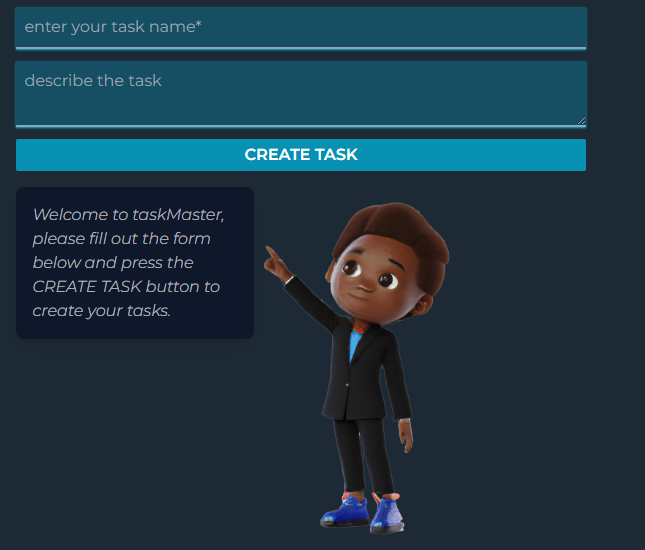 enter your task name*
describe the task
CREATE TASK
Welcome to taskMaster,
please fill out the form
below and press the
CREATE TASK button to
create your tasks.